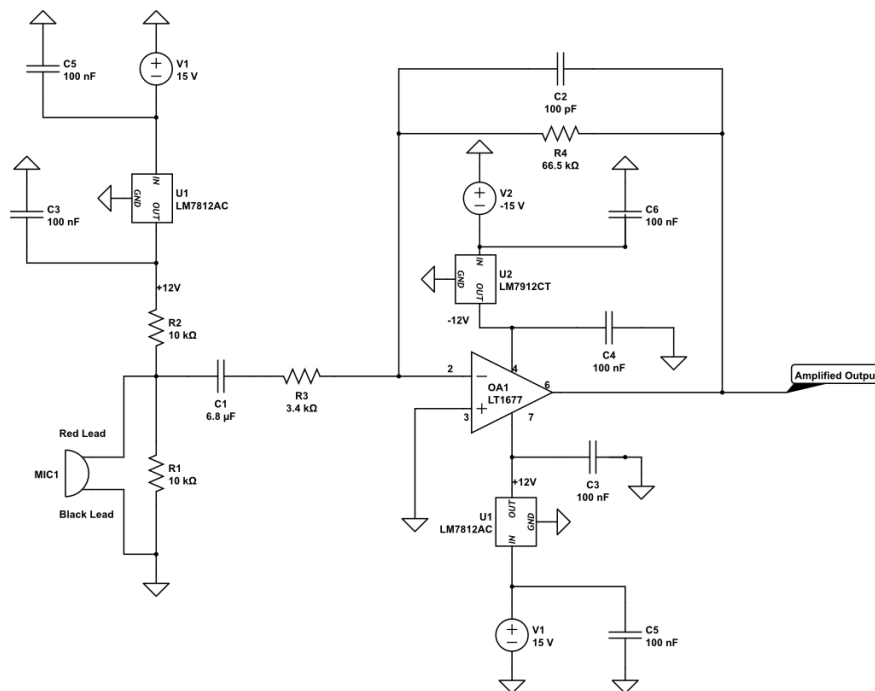 C5
100 nF
V1
15 V
C2
100 pF
R4
66.5 kΩ
IN
GND
OUT
U1
LM7812AC
C3
100 nF
V2
-15 V
C6
100 nF
IN
GND
OUT
U2
LM7912CT
+12V
-12V
R2
10 kΩ
C4
100 nF
2
4
6
OA1
LT1677
3
7
Amplified Output
C1
6.8 µF
R3
3.4 kΩ
Red Lead
MIC1
R1
10 kΩ
Black Lead
+12V
C3
100 nF
U1
LM7812AC
OUT
GND
IN
V1
15 V
C5
100 nF